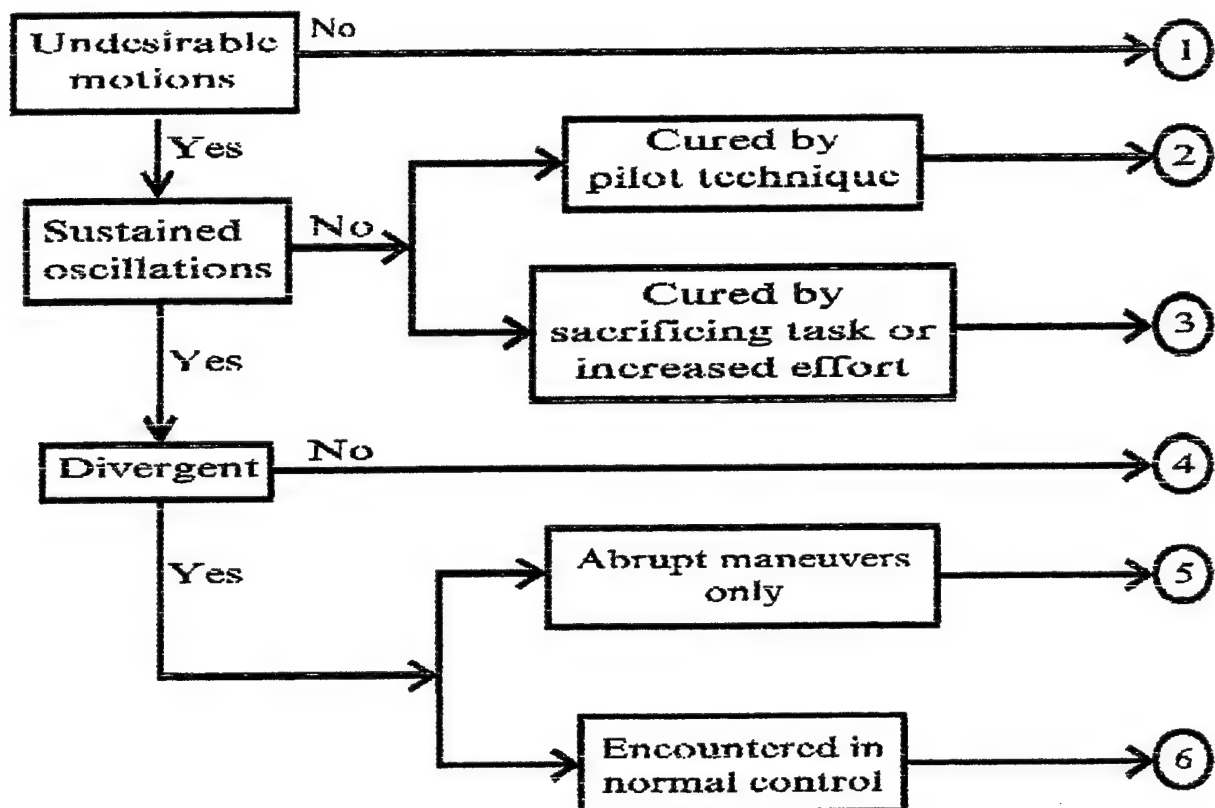 Undesirable
motions
No
1
Yes
Sustained
oscillations
No
Cured by
pilot technique
2
Cured by
sacrificing task or
increased effort
3
Yes
Divergent
No
4
Yes
Abrupt maneuvers
only
5
Encountered in
normal control
6